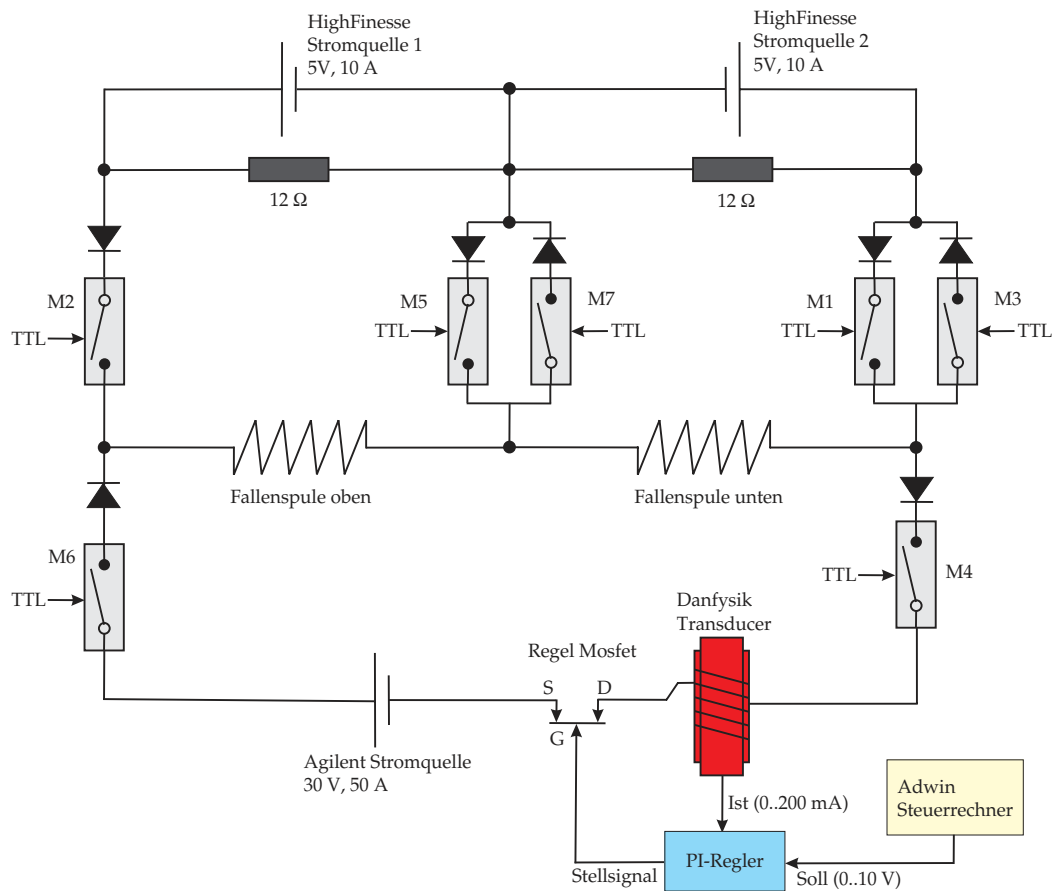 HighFinesse
Stromquelle 1
5V, 10 A
HighFinesse
Stromquelle 2
5V, 10 A
12 Ω
12 Ω
M2
TTL
M5
TTL
M7
TTL
M1
TTL
M3
TTL
Fallenspule oben
Fallenspule unten
M6
TTL
TTL
M4
Danfysik
Transducer
Regel Mosfet
S
D
G
Agilent Stromquelle
30 V, 50 A
Ist (0..200 mA)
Adwin
Steuerrechner
PI-Regler
Stellsignal
Soll (0..10 V)